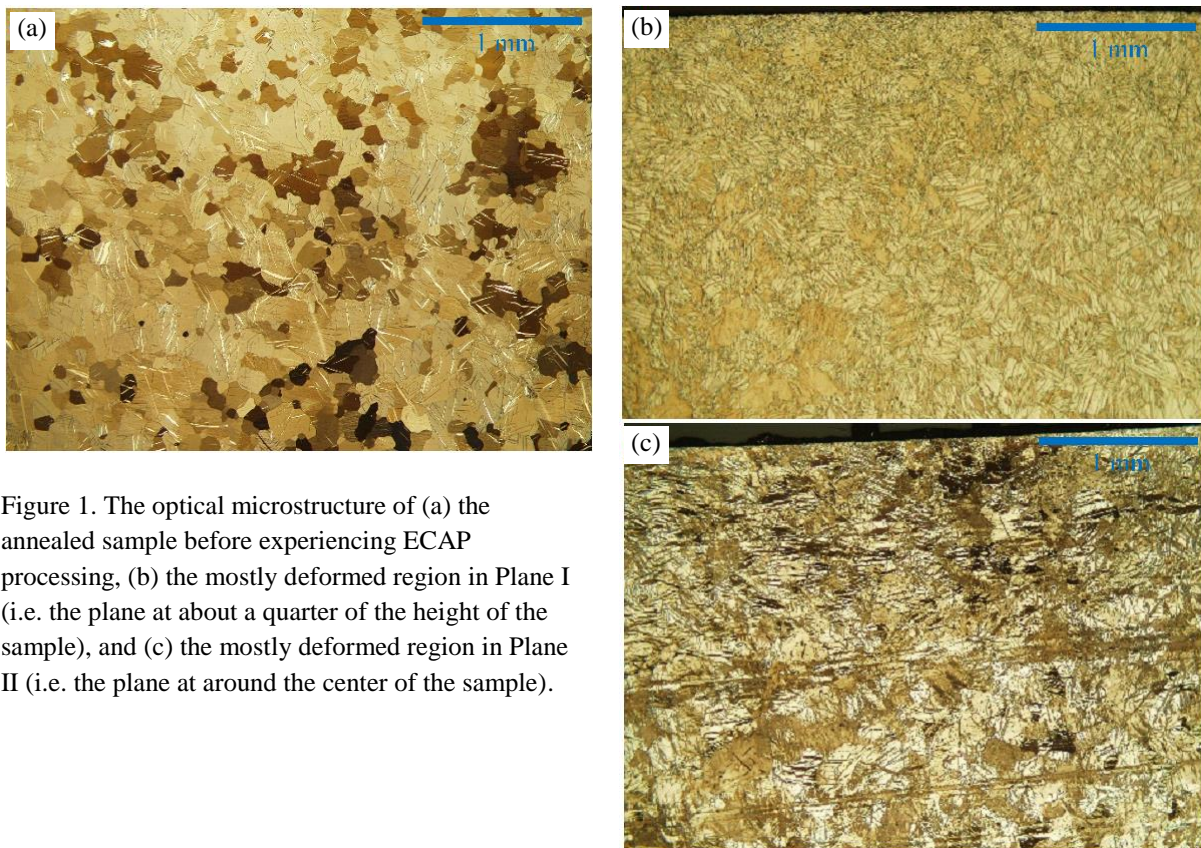 (a)
1 mm
(b)
1 mm
(c)
1 mm
Figure 1. The optical microstructure of (a) the
annealed sample before experiencing ECAP
processing, (b) the mostly deformed region in Plane I
(i.e. the plane at about a quarter of the height of the
sample), and (c) the mostly deformed region in Plane
II (i.e. the plane at around the center of the sample).